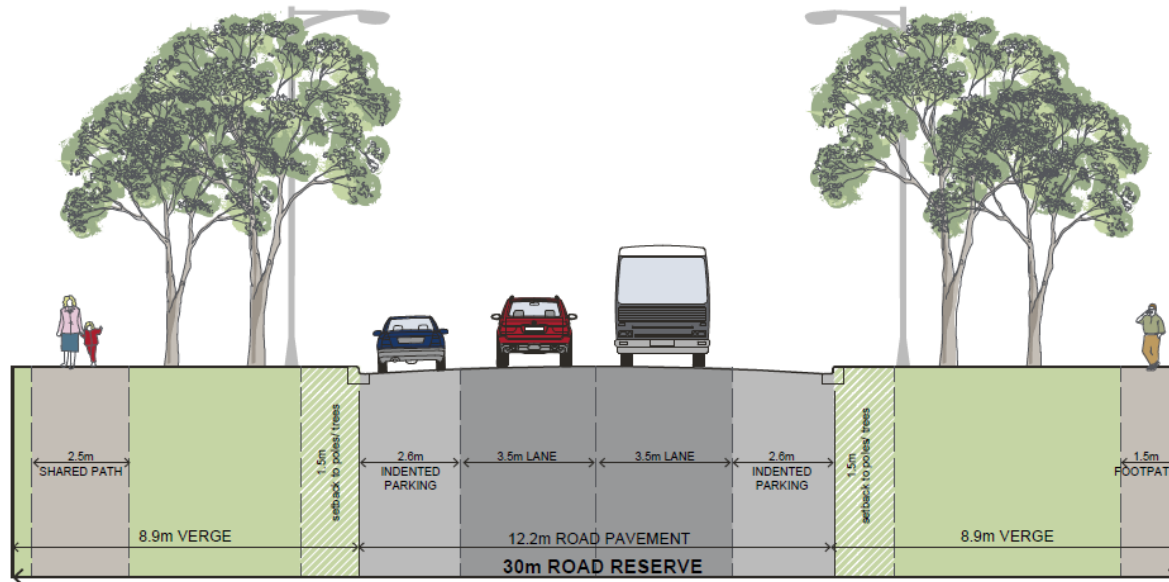 2.5m
SHARED PATH
1.5m
setback to poles/ trees
2.6m
INDENTED
PARKING
3.5m LANE
3.5m LANE
2.6m
INDENTED
PARKING
1.5m
setback to poles/ trees
1.5m
FOOTPAT
8.9m VERGE
12.2m ROAD PAVEMENT
8.9m VERGE
30m ROAD RESERVE